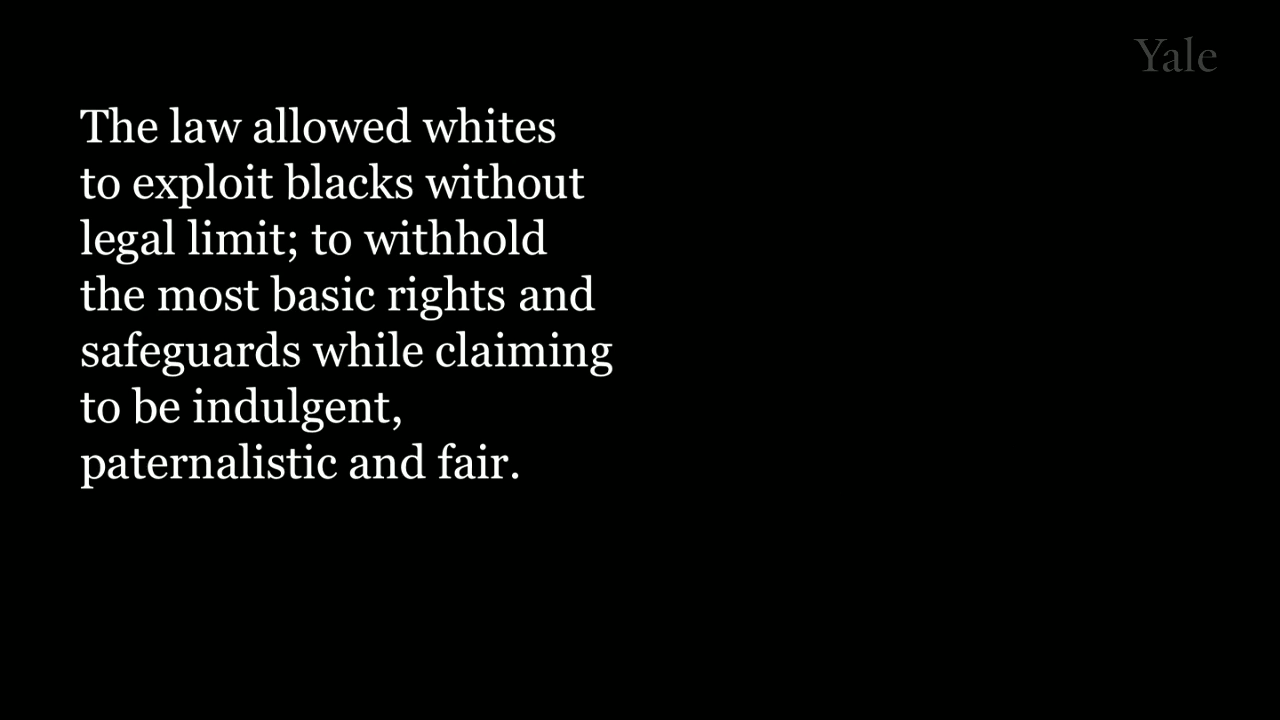 Yale
The law allowed whites
to exploit blacks without
legal limit; to withhold
the most basic rights and
safeguards while claiming
to be indulgent,
paternalistic and fair.